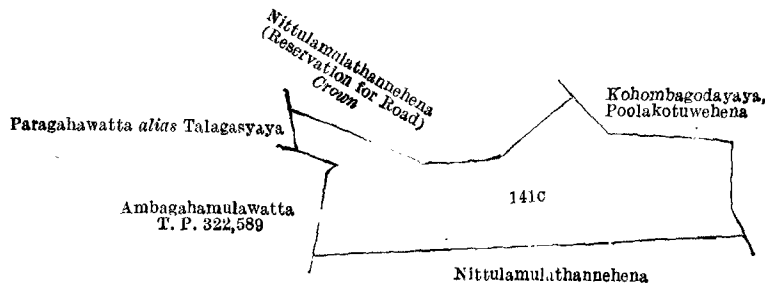 Nittulamulathannehena
(Reservation for Road)
Crown
Kohombagodayaya,
Poolakotuwehena
Paragahawatta alias Talagasyaya
141C
Ambagahamulawatta
T. P. 322,589
Nittulamulathannehena